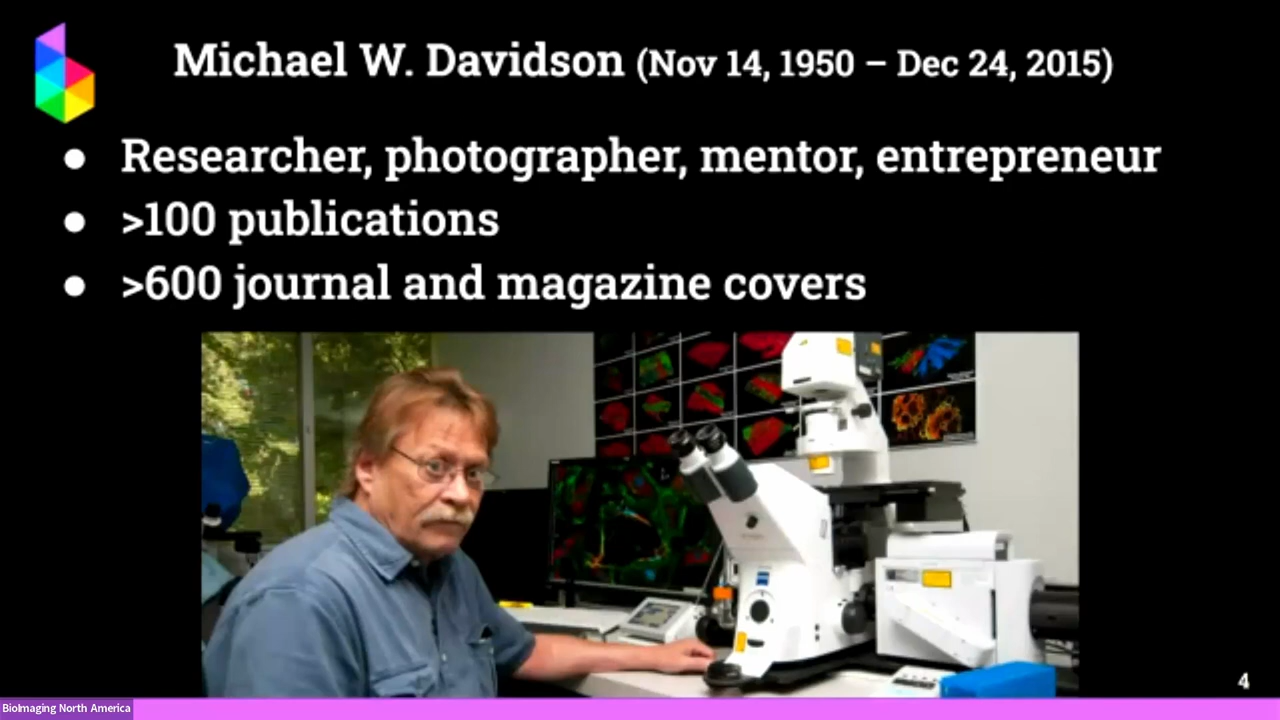 Michael W. Davidson (Nov 14, 1950 – Dec 24, 2015)
● Researcher, photographer, mentor, entrepreneur
● >100 publications
● >600 journal and magazine covers
4
BioImaging North America